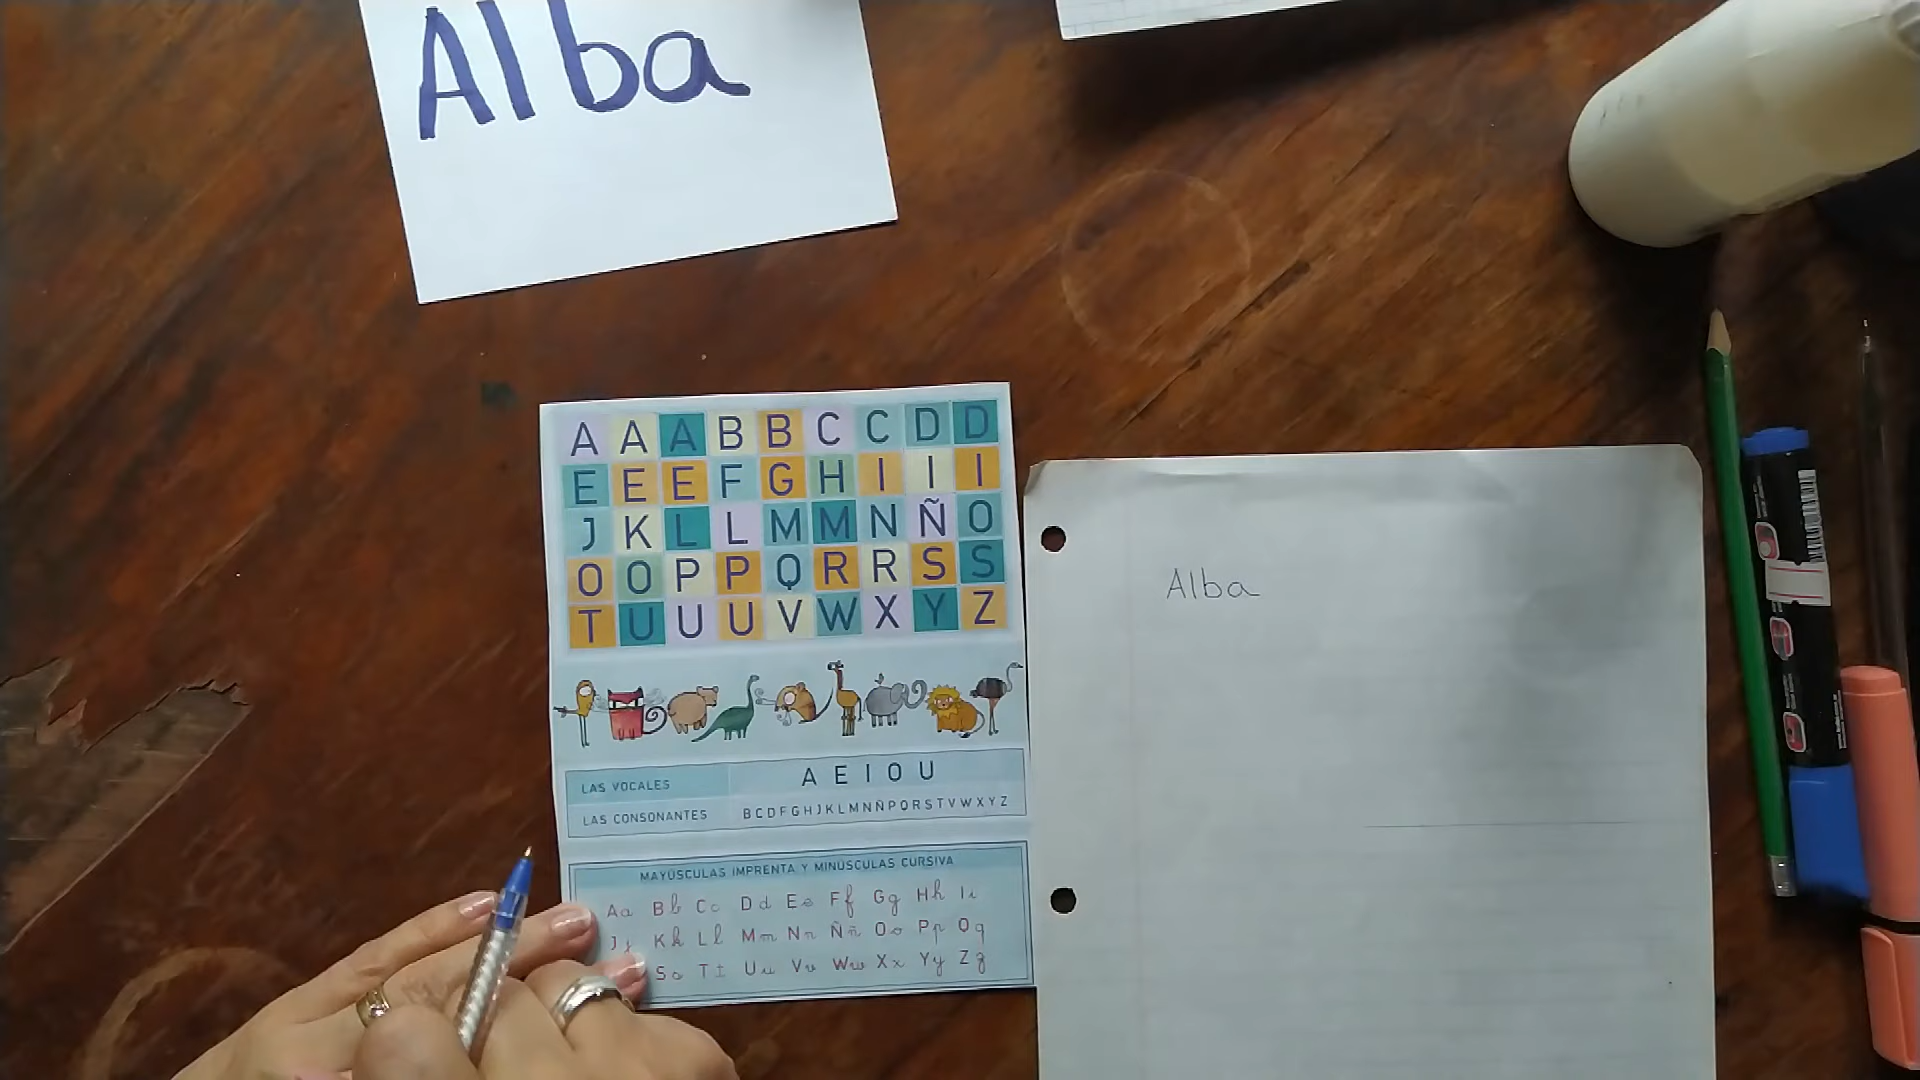 Alba
A A A B B C C D D
E E E F G H I I I
J K L L M M N Ñ O
O O P P Q R R S S
T U U U V W X Y Z
Alba
LAS VOCALES A E I O U
LAS CONSONANTES B C D F G H J K L M N Ñ P Q R S T V W X Y Z
MAYÚSCULAS IMPRENTA Y MINÚSCULAS CURSIVA
Aa Bb Cc Dd Ee Ff Gg Hh Ii
Jj Kk Ll Mm Nn Ññ Oo Pp Qq
Ss Tt Uu Vv Ww Xx Yy Zz